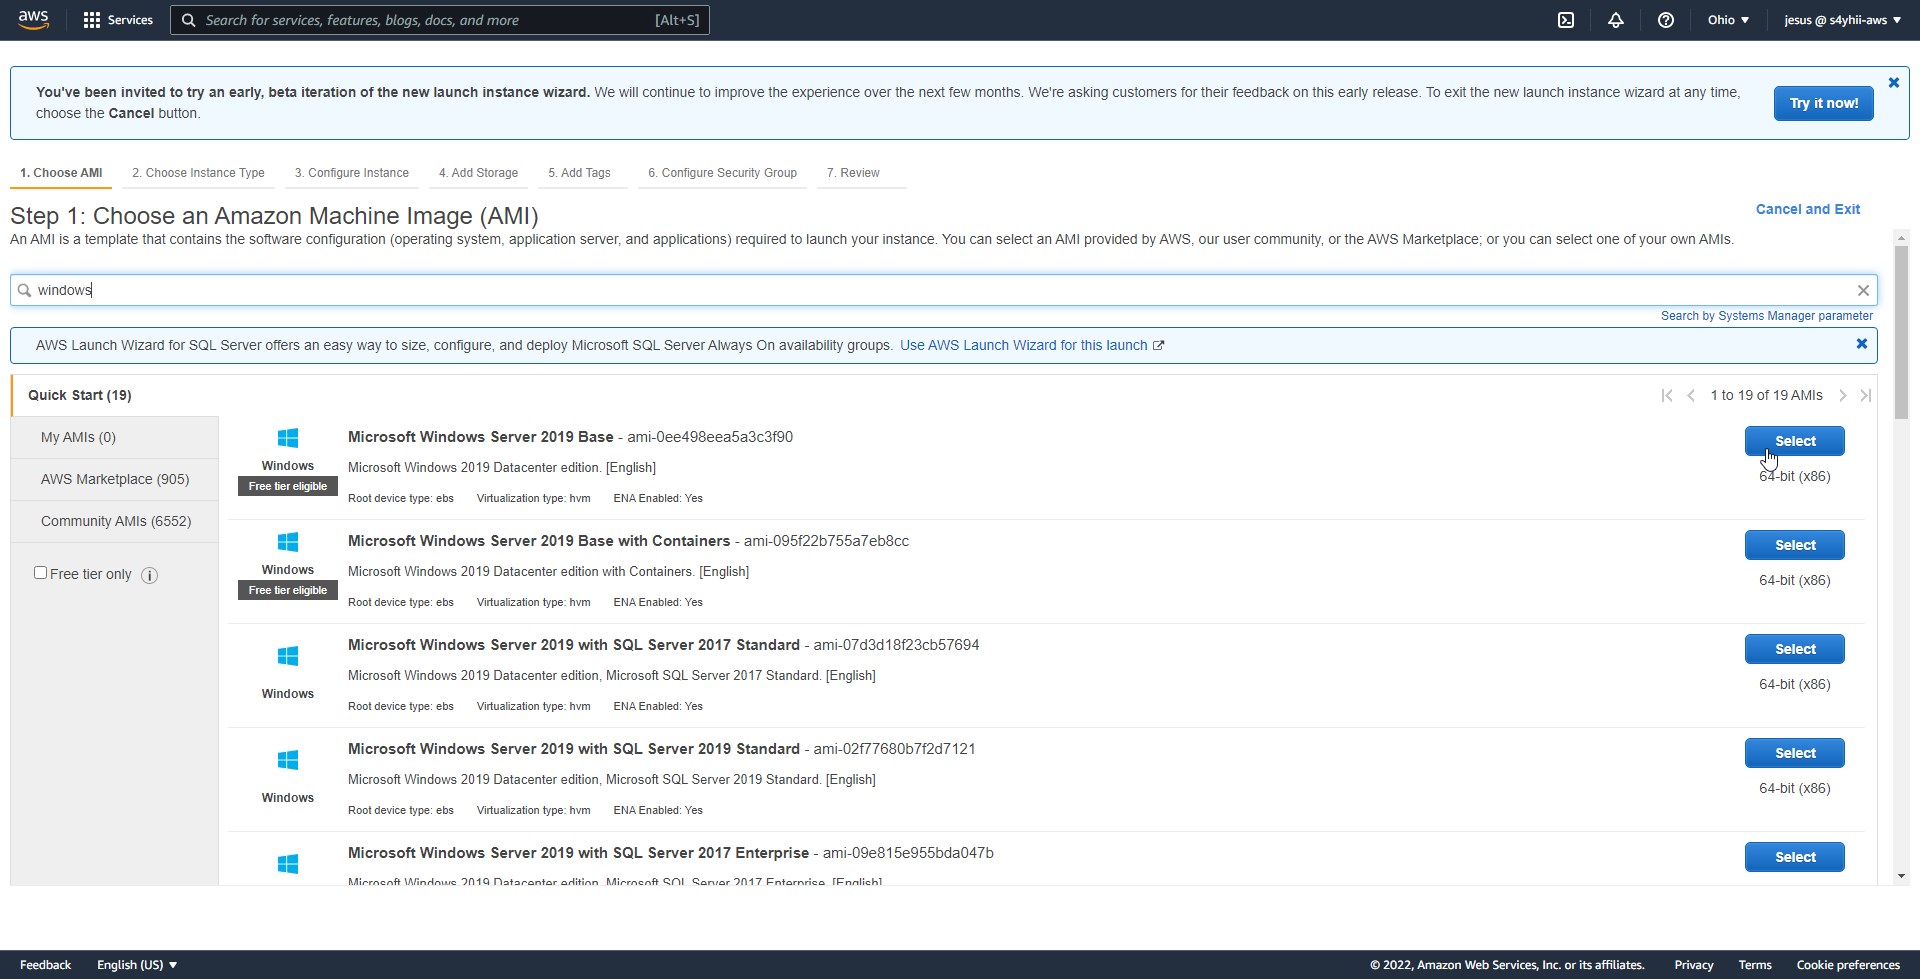 aws
Services
Search for services, features, blogs, docs, and more
[Alt+S]
Ohio ▼
jesus @ s4yhii-aws ▼
You've been invited to try an early, beta iteration of the new launch instance wizard. We will continue to improve the experience over the next few months. We're asking customers for their feedback on this early release. To exit the new launch instance wizard at any time,
choose the Cancel button.
Try it now!
1. Choose AMI
2. Choose Instance Type
3. Configure Instance
4. Add Storage
5. Add Tags
6. Configure Security Group
7. Review
Step 1: Choose an Amazon Machine Image (AMI)
Cancel and Exit
An AMI is a template that contains the software configuration (operating system, application server, and applications) required to launch your instance. You can select an AMI provided by AWS, our user community, or the AWS Marketplace; or you can select one of your own AMIs.
windows
Search by Systems Manager parameter
AWS Launch Wizard for SQL Server offers an easy way to size, configure, and deploy Microsoft SQL Server Always On availability groups. Use AWS Launch Wizard for this launch
Quick Start (19)
1 to 19 of 19 AMIs
My AMIs (0)
AWS Marketplace (905)
Community AMIs (6552)
Free tier only
Windows
Free tier eligible
Microsoft Windows Server 2019 Base - ami-0ee498eea5a3c3f90
Microsoft Windows 2019 Datacenter edition. [English]
Root device type: ebs Virtualization type: hvm ENA Enabled: Yes
Select
64-bit (x86)
Windows
Free tier eligible
Microsoft Windows Server 2019 Base with Containers - ami-095f22b755a7eb8cc
Microsoft Windows 2019 Datacenter edition with Containers. [English]
Root device type: ebs Virtualization type: hvm ENA Enabled: Yes
Select
64-bit (x86)
Windows
Microsoft Windows Server 2019 with SQL Server 2017 Standard - ami-07d3d18f23cb57694
Microsoft Windows 2019 Datacenter edition, Microsoft SQL Server 2017 Standard. [English]
Root device type: ebs Virtualization type: hvm ENA Enabled: Yes
Select
64-bit (x86)
Windows
Microsoft Windows Server 2019 with SQL Server 2019 Standard - ami-02f77680b7f2d7121
Microsoft Windows 2019 Datacenter edition, Microsoft SQL Server 2019 Standard. [English]
Root device type: ebs Virtualization type: hvm ENA Enabled: Yes
Select
64-bit (x86)
Microsoft Windows Server 2019 with SQL Server 2017 Enterprise - ami-09e815e955bda047b
Microsoft Windows 2019 Datacenter edition, Microsoft SQL Server 2017 Enterprise. [English]
Select
Feedback
English (US) ▼
© 2022, Amazon Web Services, Inc. or its affiliates.
Privacy
Terms
Cookie preferences